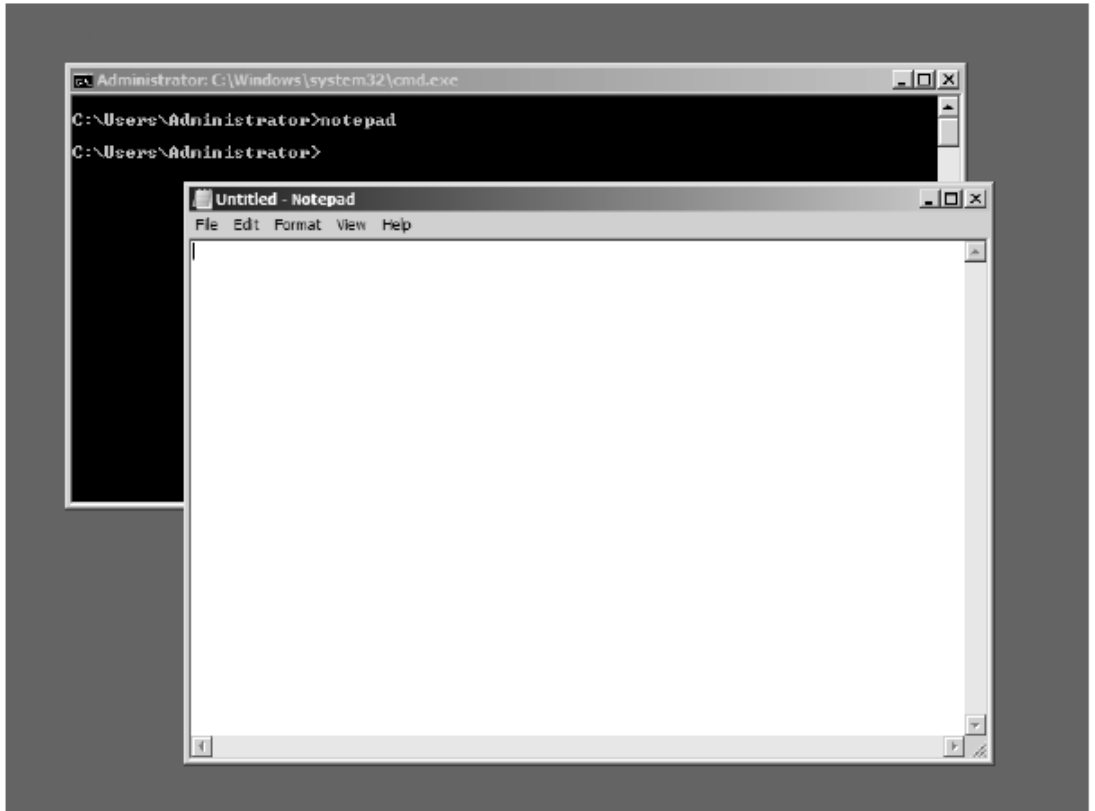 Administrator: C:\Windows\system32\cmd.exe
C:\Users\Administrator>notepad
C:\Users\Administrator>
Untitled - Notepad
File Edit Format View Help